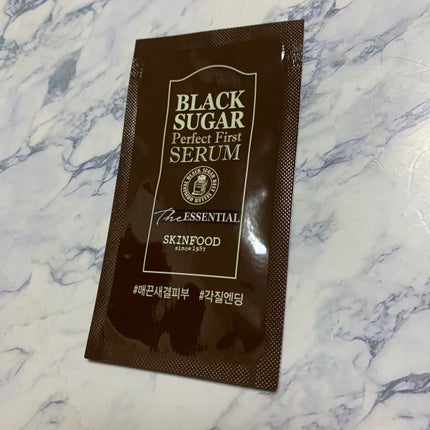 BLACK
SUGAR
Perfect First
SERUM
The ESSENTIAL
SKINFOOD
since 1957
#매끈새결피부 #각질엔딩